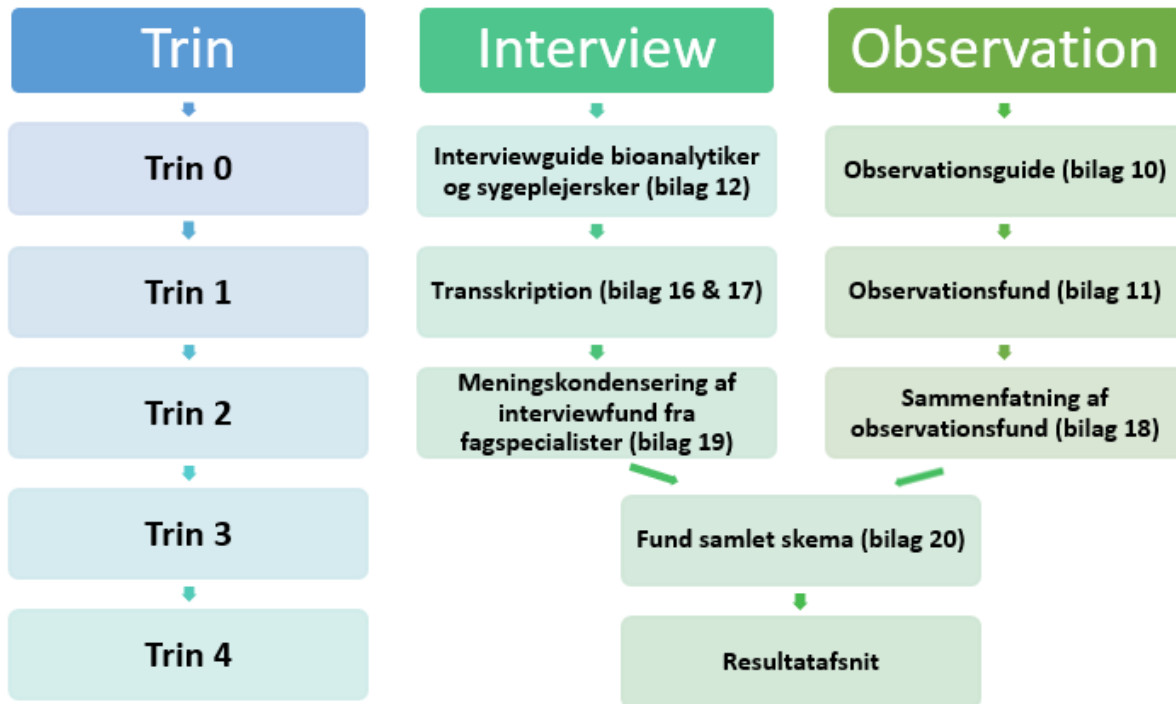 Trin
Interview
Observation
Trin 0
Interviewguide bioanalytiker
og sygeplejersker (bilag 12)
Observationsguide (bilag 10)
Trin 1
Transskription (bilag 16 & 17)
Observationsfund (bilag 11)
Trin 2
Meningskondensering af
interviewfund fra
fagspecialister (bilag 19)
Sammenfatning af
observationsfund (bilag 18)
Trin 3
Fund samlet skema (bilag 20)
Trin 4
Resultatafsnit